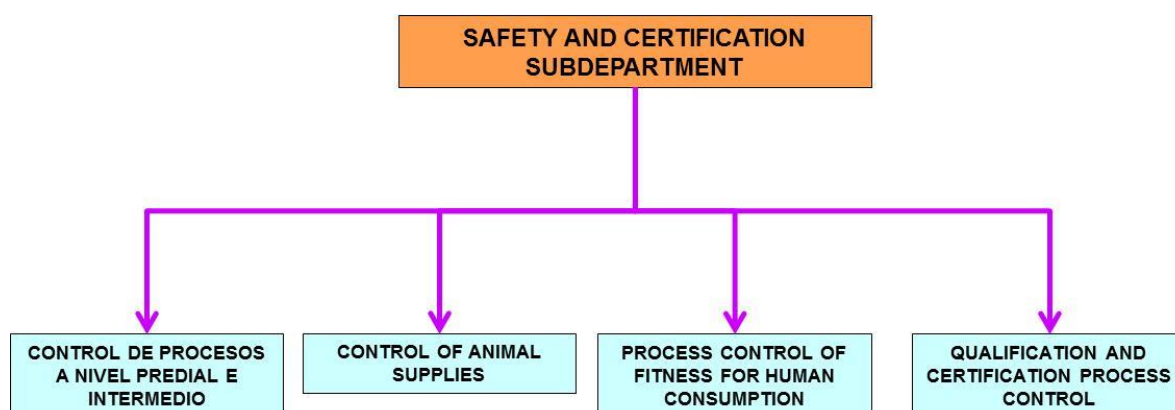 SAFETY AND CERTIFICATION
SUBDEPARTMENT
CONTROL DE PROCESOS
A NIVEL PREDIAL E
INTERMEDIO
CONTROL OF ANIMAL
SUPPLIES
PROCESS CONTROL OF
FITNESS FOR HUMAN
CONSUMPTION
QUALIFICATION AND
CERTIFICATION PROCESS
CONTROL